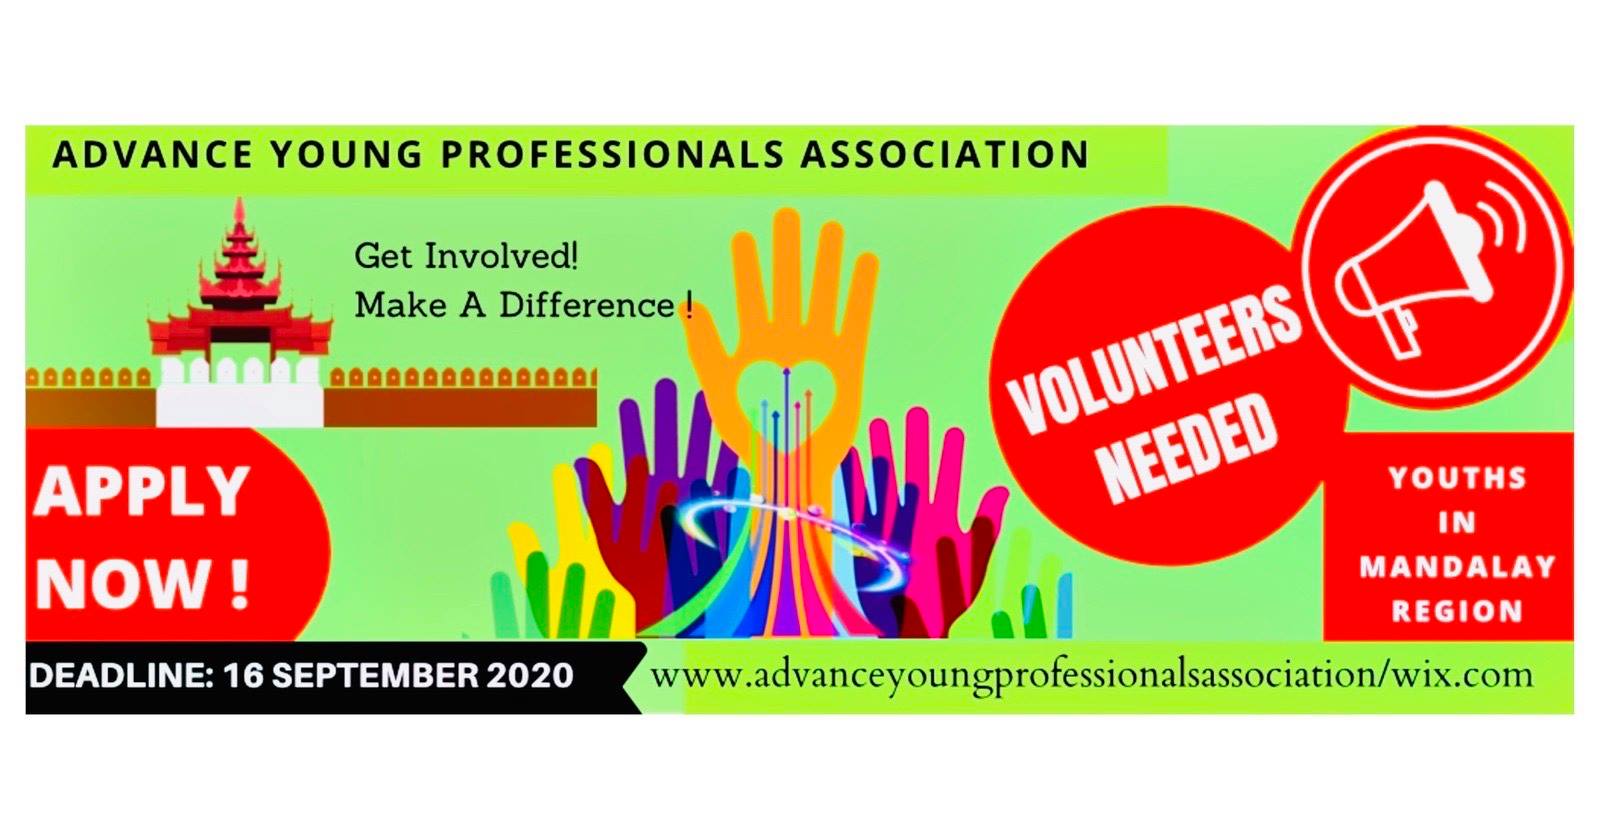 ADVANCE YOUNG PROFESSIONALS ASSOCIATION
Get Involved!
Make A Difference !
VOLUNTEERS
NEEDED
APPLY
NOW !
YOUTHS
IN
MANDALAY
REGION
DEADLINE: 16 SEPTEMBER 2020
www.advanceyoungprofessionalsassociation/wix.com